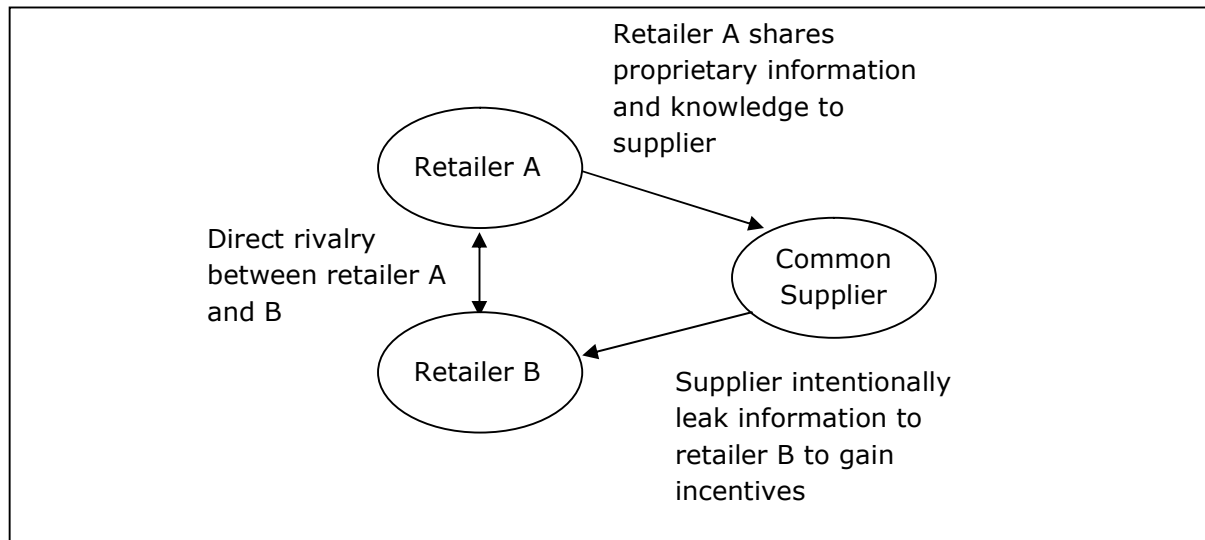 Retailer A shares
proprietary information
and knowledge to
supplier
Retailer A
Direct rivalry
between retailer A
and B
Common
Supplier
Retailer B
Supplier intentionally
leak information to
retailer B to gain
incentives